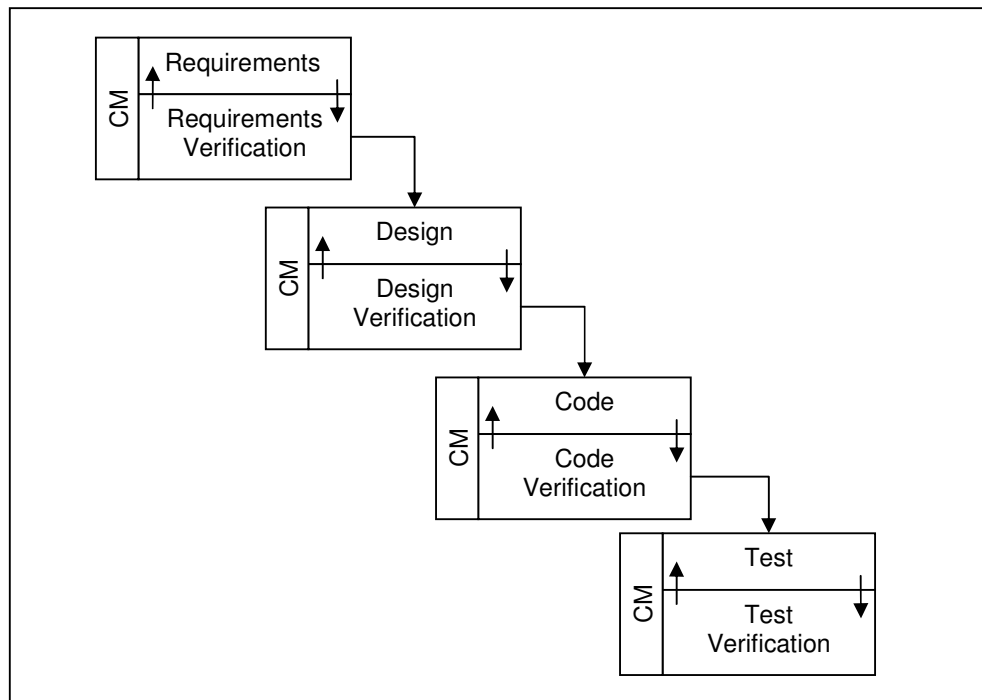 CM
Requirements
Requirements
Verification
CM
Design
Design
Verification
CM
Code
Code
Verification
CM
Test
Test
Verification